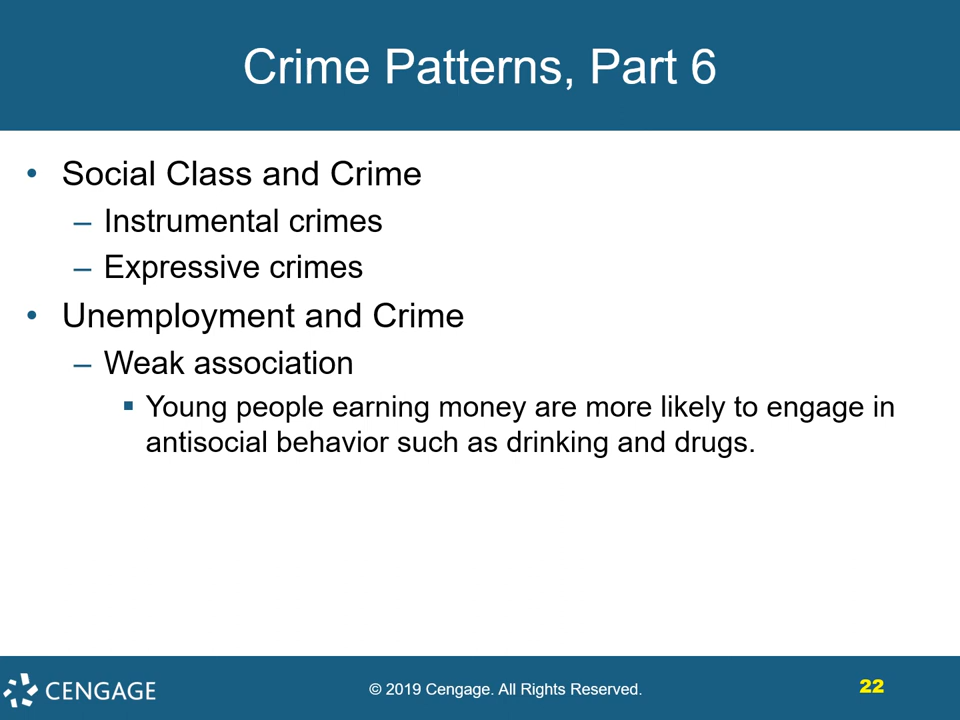 Crime Patterns, Part 6
• Social Class and Crime
– Instrumental crimes
– Expressive crimes
• Unemployment and Crime
– Weak association
▪ Young people earning money are more likely to engage in
antisocial behavior such as drinking and drugs.
CENGAGE
© 2019 Cengage. All Rights Reserved.
22